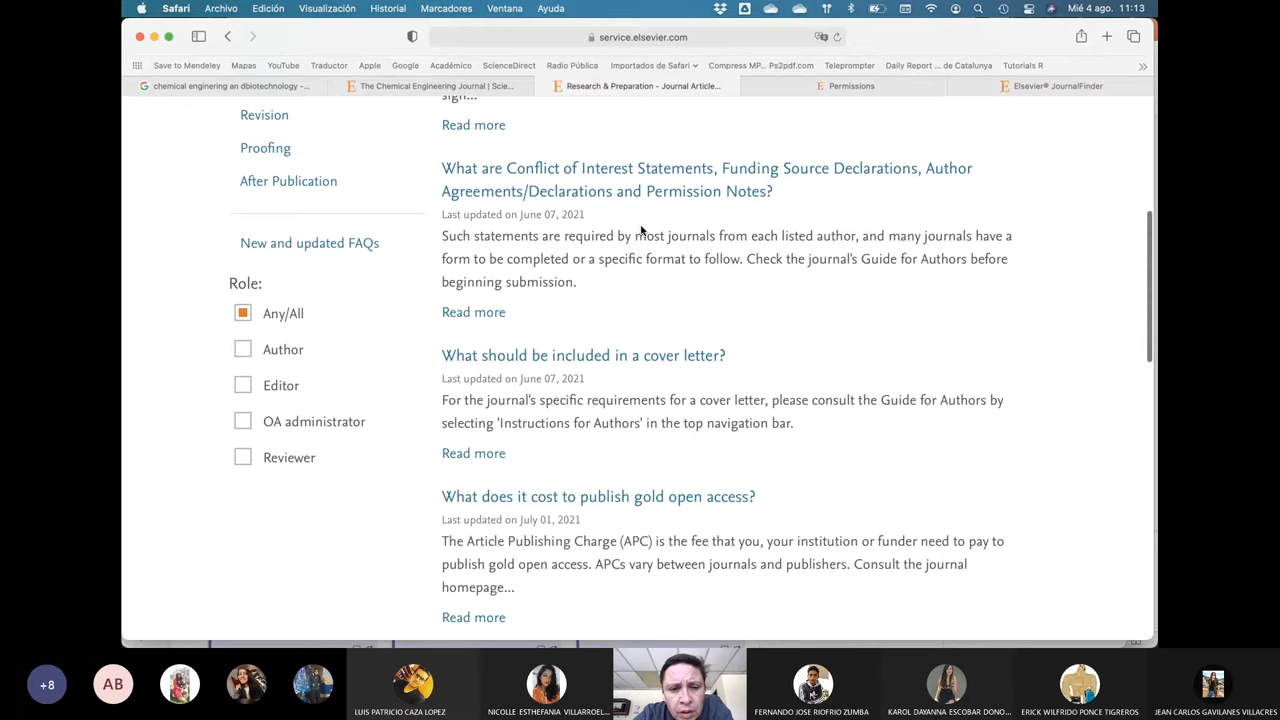 Safari Archivo Edición Visualización Historial Marcadores Ventana Ayuda Mié 4 ago. 11:13
service.elsevier.com
Save to Mendeley Mapas YouTube Traductor Apple Google Académico ScienceDirect Radio Pública Importados de Safari Compress MP... Ps2pdf.com Teleprompter Daily Report ... de Catalunya Tutorials R
chemical enginering an dbiotechnology -... The Chemical Engineering Journal | Scie... Research & Preparation - Journal Article... Permissions Elsevier® JournalFinder
sign...
Revision
Read more
Proofing
After Publication
What are Conflict of Interest Statements, Funding Source Declarations, Author
Agreements/Declarations and Permission Notes?
Last updated on June 07, 2021
Such statements are required by most journals from each listed author, and many journals have a
form to be completed or a specific format to follow. Check the journal's Guide for Authors before
beginning submission.
Read more
New and updated FAQs
Role:
Any/All
Author
Editor
OA administrator
Reviewer
What should be included in a cover letter?
Last updated on June 07, 2021
For the journal's specific requirements for a cover letter, please consult the Guide for Authors by
selecting 'Instructions for Authors' in the top navigation bar.
Read more
What does it cost to publish gold open access?
Last updated on July 01, 2021
The Article Publishing Charge (APC) is the fee that you, your institution or funder need to pay to
publish gold open access. APCs vary between journals and publishers. Consult the journal
homepage...
Read more
+8 AB
LUIS PATRICIO CAZA LOPEZ NICOLLE ESTHEFANIA VILLARROEL... FERNANDO JOSE RIOFRIO ZUMBA KAROL DAYANNA ESCOBAR DONO... ERICK WILFRIDO PONCE TIGREROS JEAN CARLOS GAVILANES VILLACRES